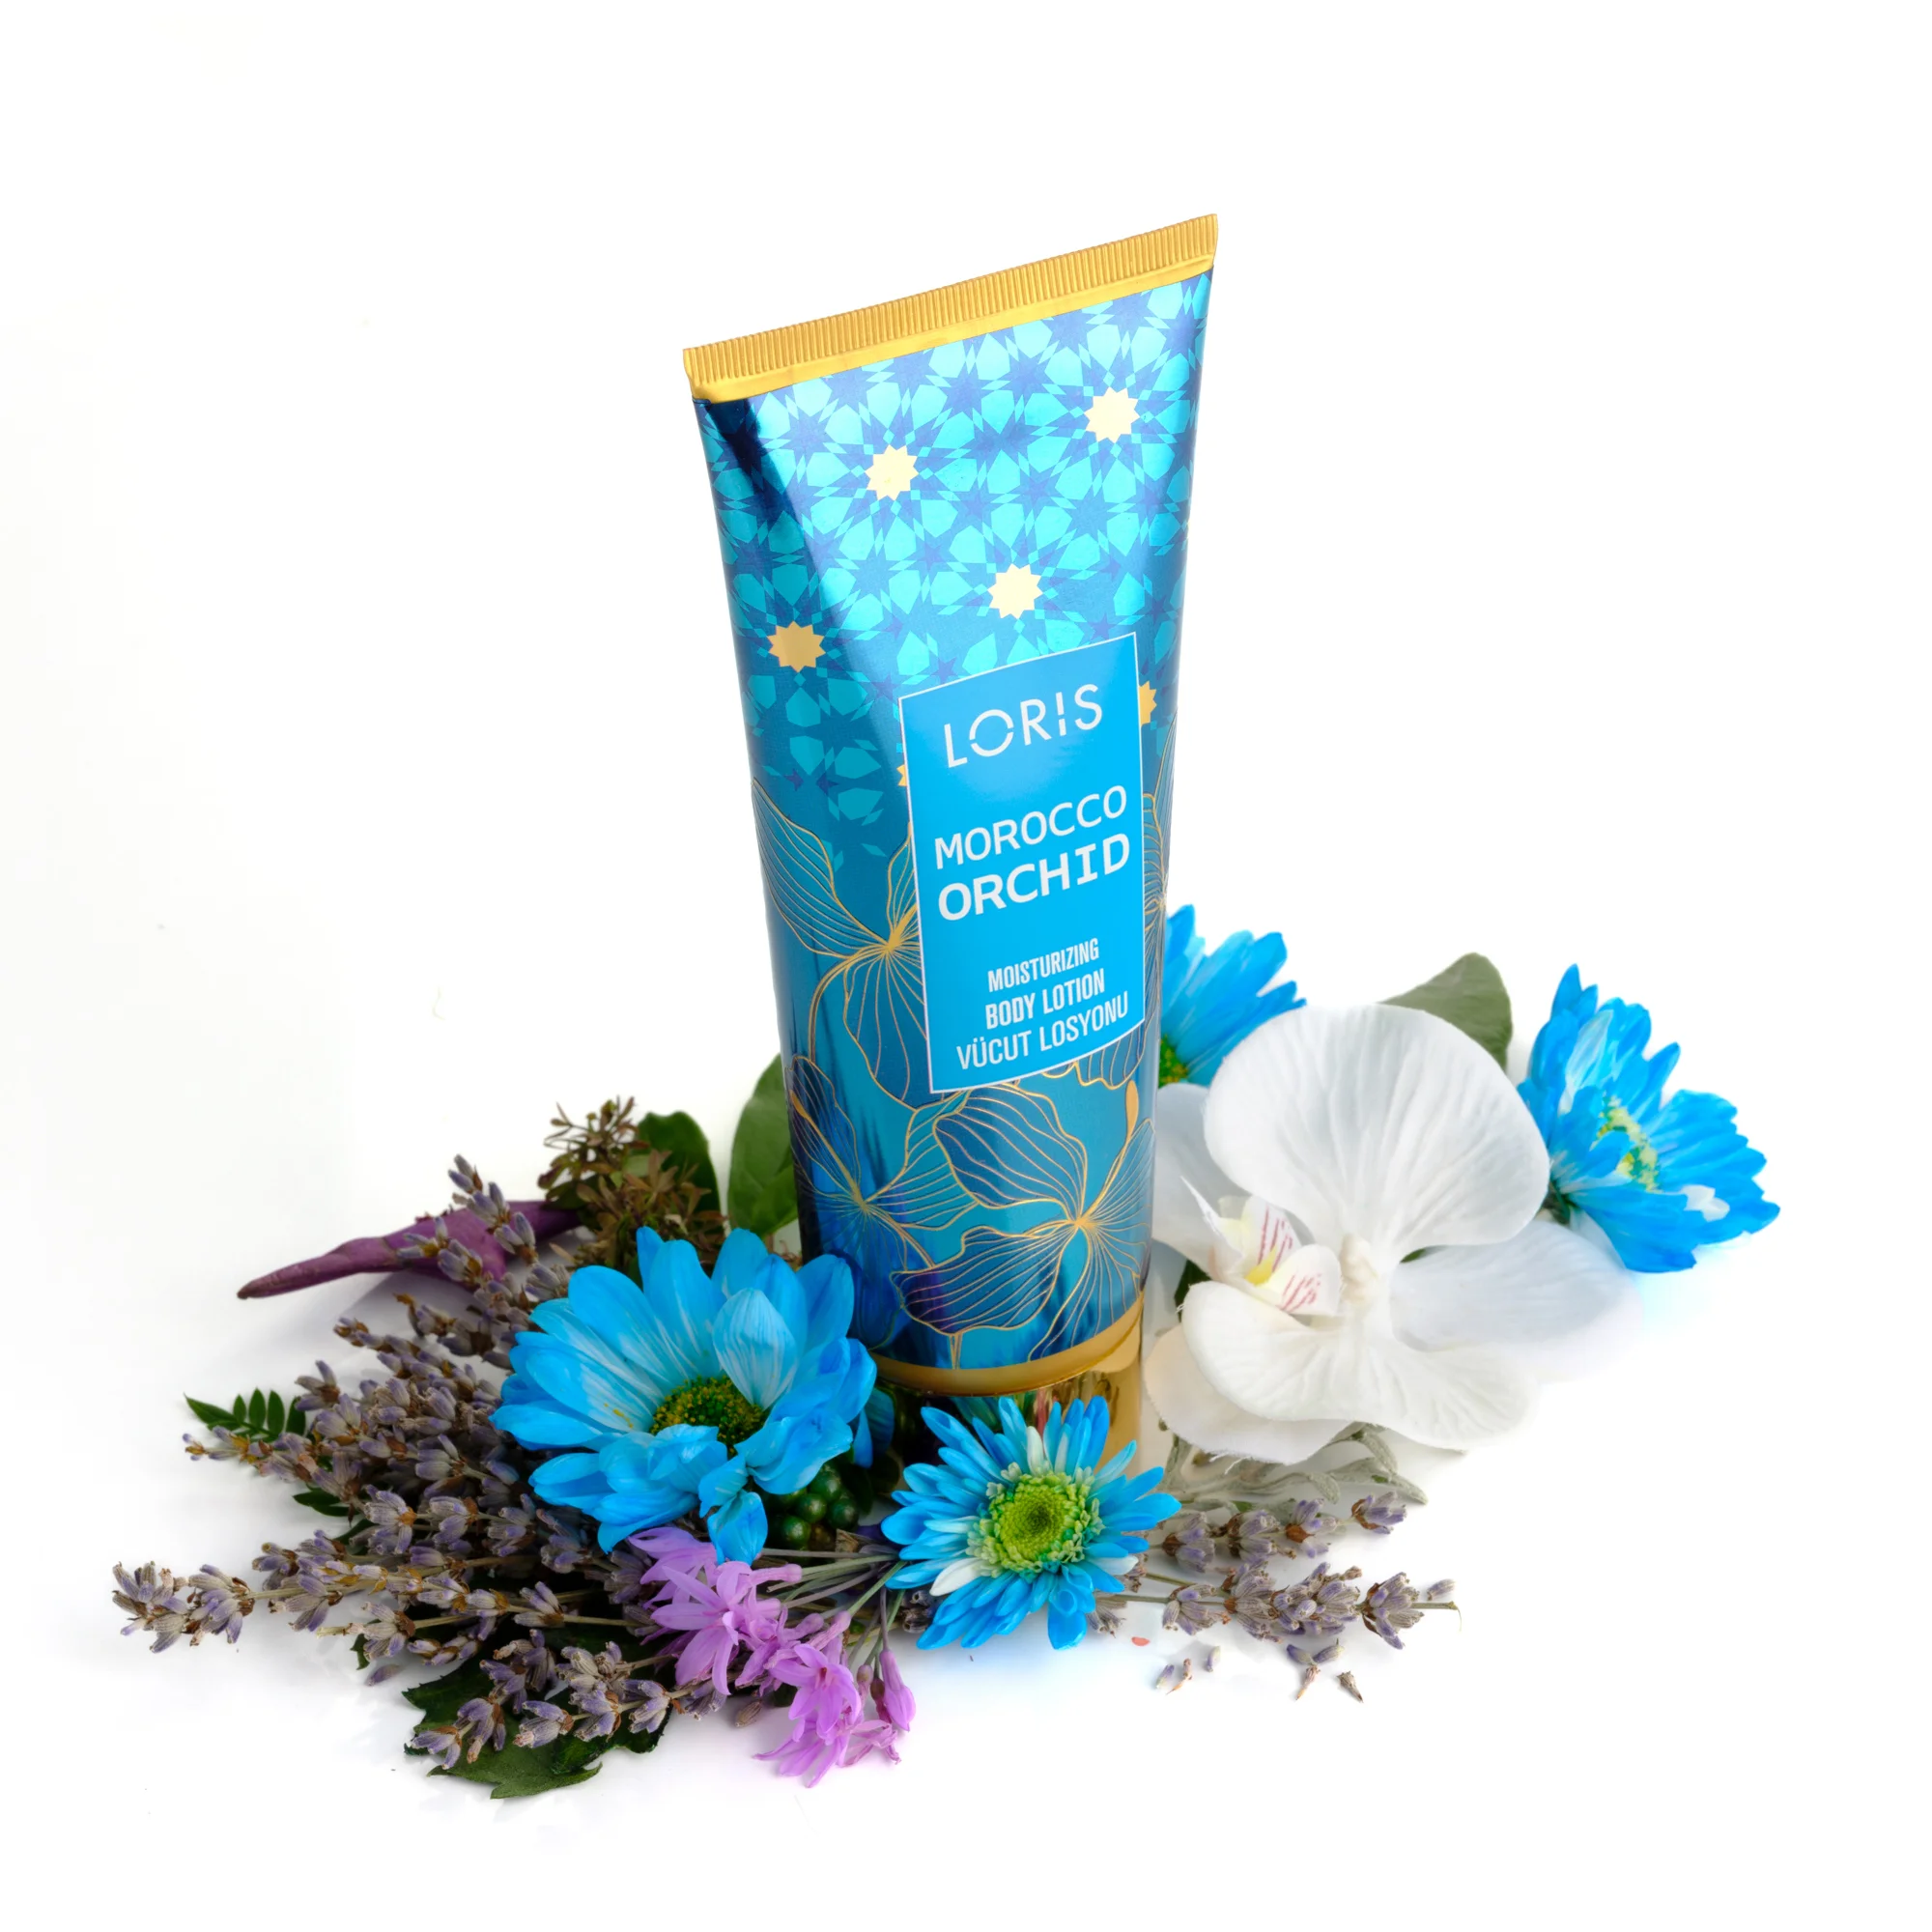 LORIS
MOROCCO
ORCHID
MOISTURIZING
BODY LOTION
VÜCUT LOSYONU